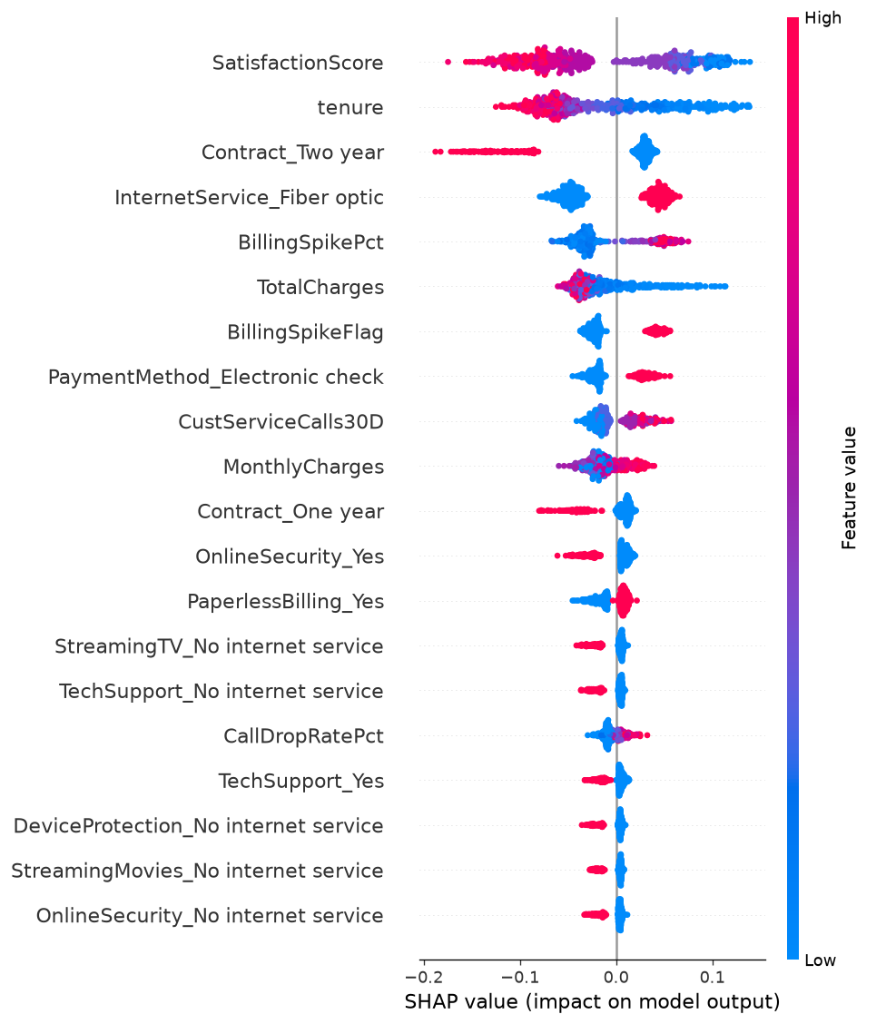 High
SatisfactionScore
tenure
Contract_Two year
InternetService_Fiber optic
BillingSpikePct
TotalCharges
BillingSpikeFlag
PaymentMethod_Electronic check
CustServiceCalls30D
MonthlyCharges
Contract_One year
OnlineSecurity_Yes
PaperlessBilling_Yes
StreamingTV_No internet service
TechSupport_No internet service
CallDropRatePct
TechSupport_Yes
DeviceProtection_No internet service
StreamingMovies_No internet service
OnlineSecurity_No internet service
Feature value
Low
−0.2 −0.1 0.0 0.1
SHAP value (impact on model output)